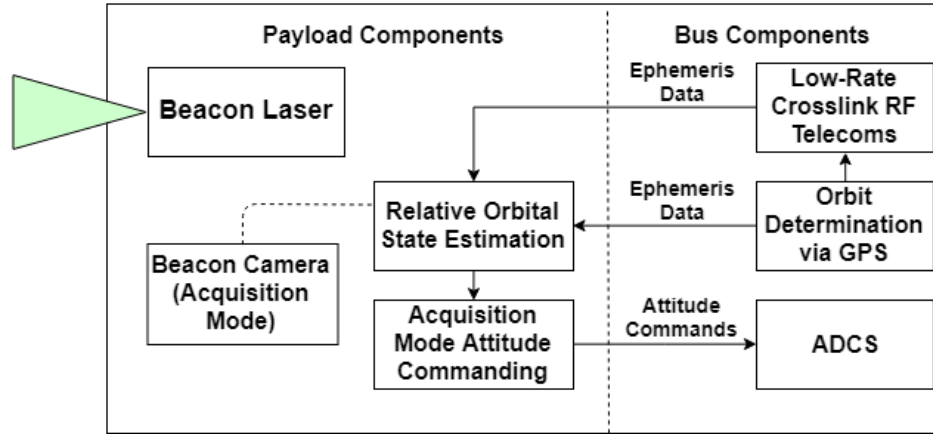 Payload Components
Bus Components
Beacon Laser
Ephemeris
Data
Low-Rate
Crosslink RF
Telecoms
Relative Orbital
State Estimation
Ephemeris
Data
Orbit
Determination
via GPS
Beacon Camera
(Acquisition
Mode)
Acquisition
Mode Attitude
Commanding
Attitude
Commands
ADCS